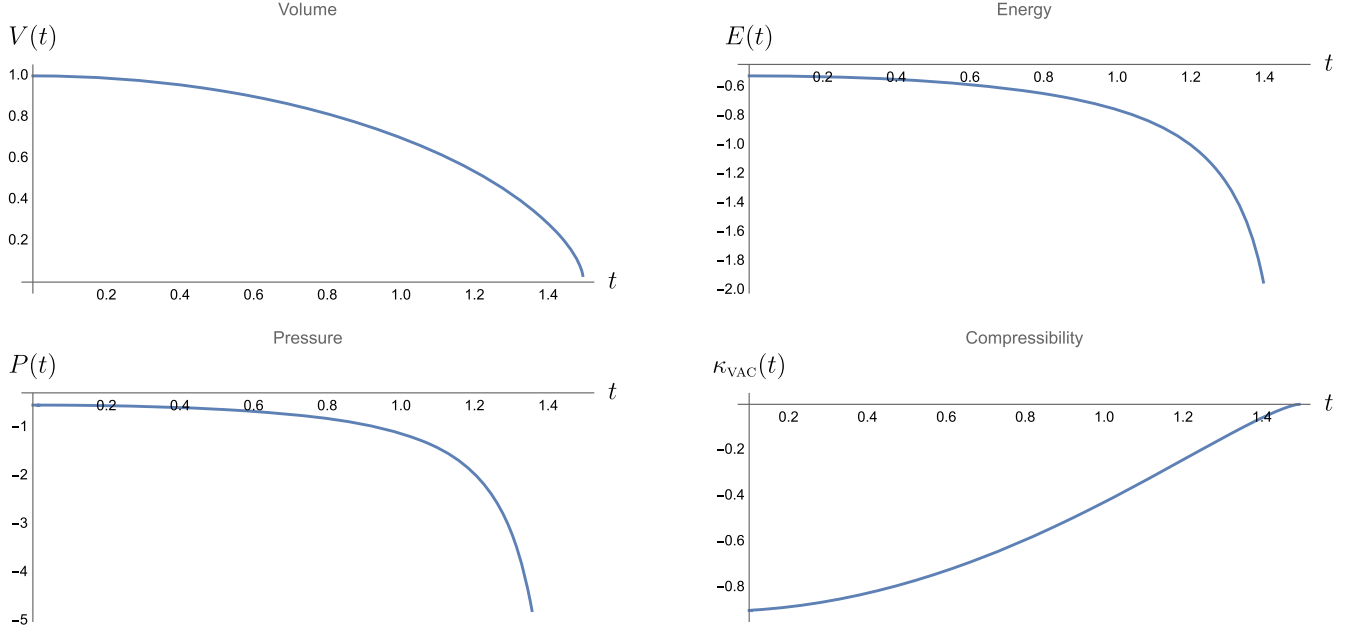 Volume
V(t)
1.0
0.8
0.6
0.4
0.2
0.2 0.4 0.6 0.8 1.0 1.2 1.4
t
Energy
E(t)
t
0.2 0.4 0.6 0.8 1.0 1.2 1.4
−0.6
−0.8
−1.0
−1.2
−1.4
−1.6
−1.8
−2.0
Pressure
P(t)
t
0.2 0.4 0.6 0.8 1.0 1.2 1.4
−1
−2
−3
−4
−5
Compressibility
κVAC(t)
t
0.2 0.4 0.6 0.8 1.0 1.2 1.4
−0.2
−0.4
−0.6
−0.8